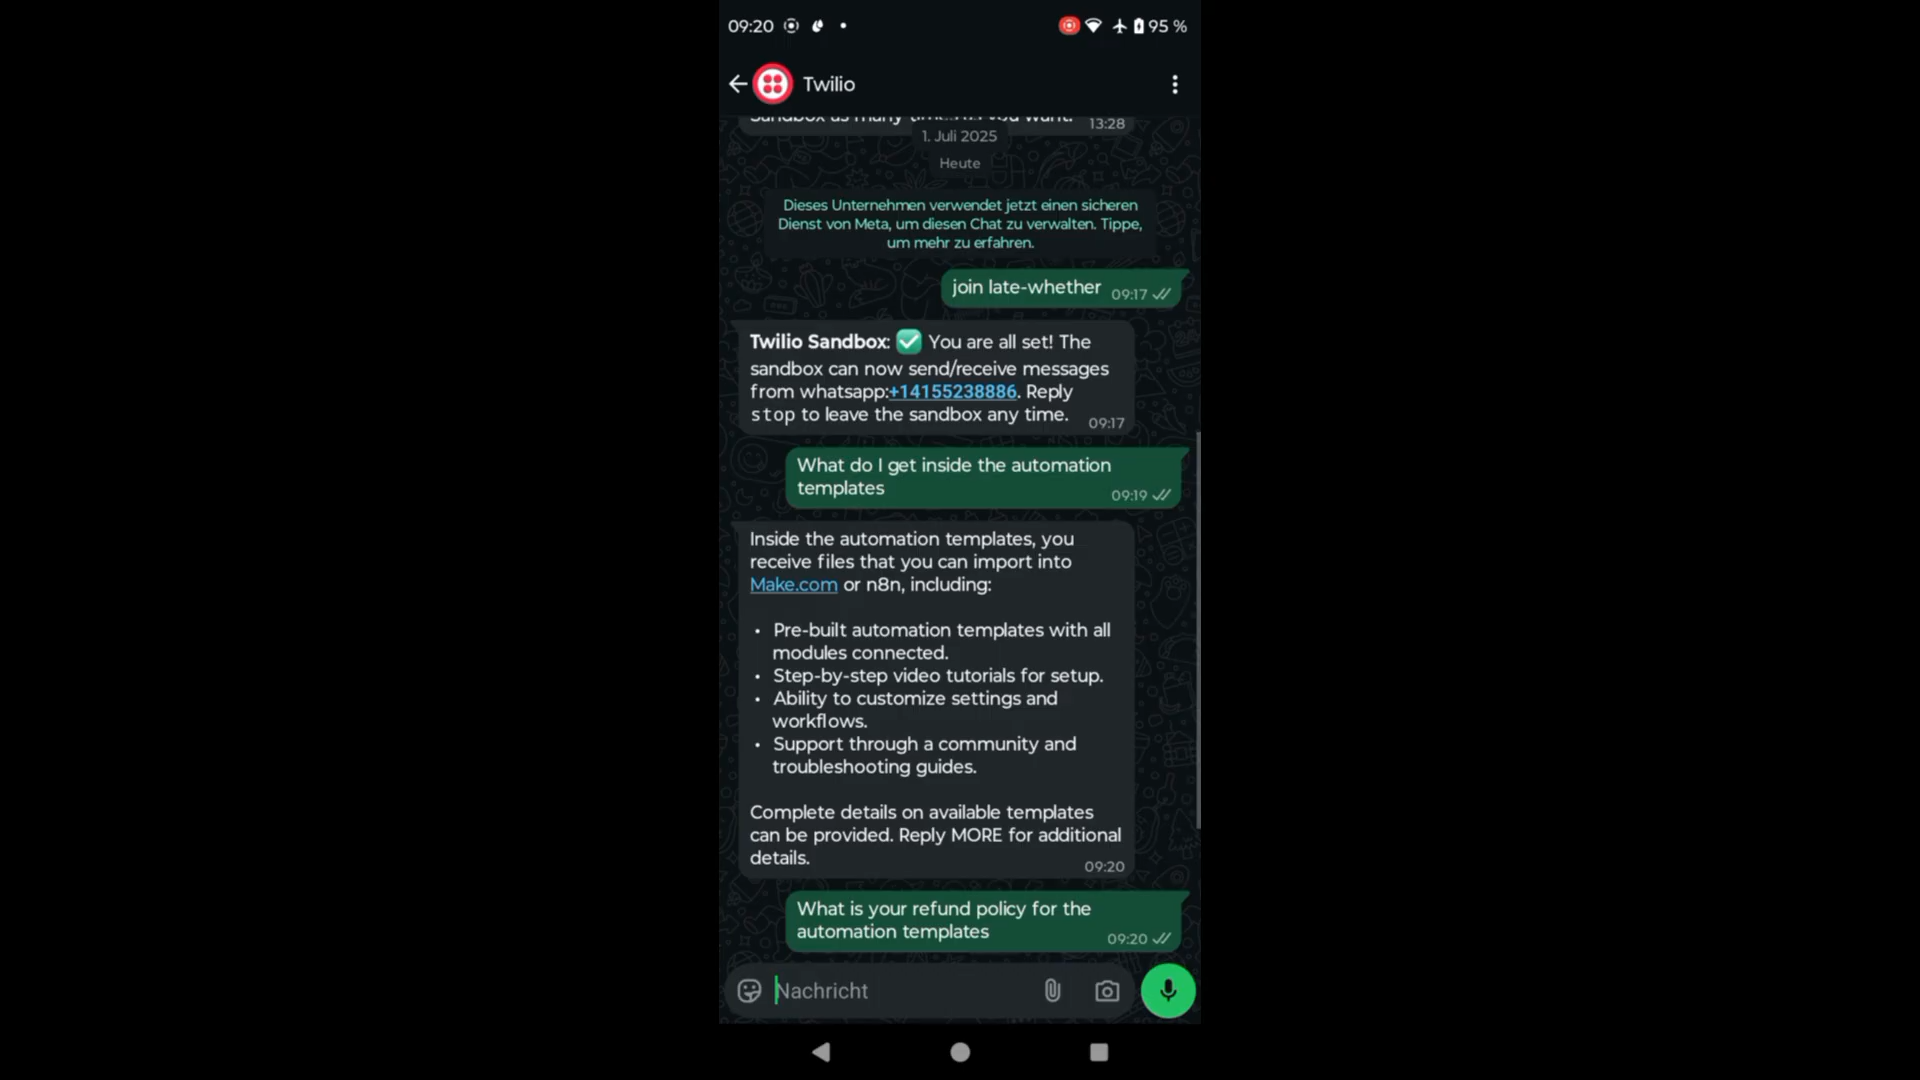 09:20
95 %
Twilio
Sandbox as many you want. 13:28
1. Juli 2025
Heute
Dieses Unternehmen verwendet jetzt einen sicheren
Dienst von Meta, um diesen Chat zu verwalten. Tippe,
um mehr zu erfahren.
join late-whether 09:17
Twilio Sandbox: ✅ You are all set! The
sandbox can now send/receive messages
from whatsapp:+14155238886. Reply
stop to leave the sandbox any time. 09:17
What do I get inside the automation
templates 09:19
Inside the automation templates, you
receive files that you can import into
Make.com or n8n, including:
• Pre-built automation templates with all
modules connected.
• Step-by-step video tutorials for setup.
• Ability to customize settings and
workflows.
• Support through a community and
troubleshooting guides.
Complete details on available templates
can be provided. Reply MORE for additional
details. 09:20
What is your refund policy for the
automation templates 09:20
Nachricht